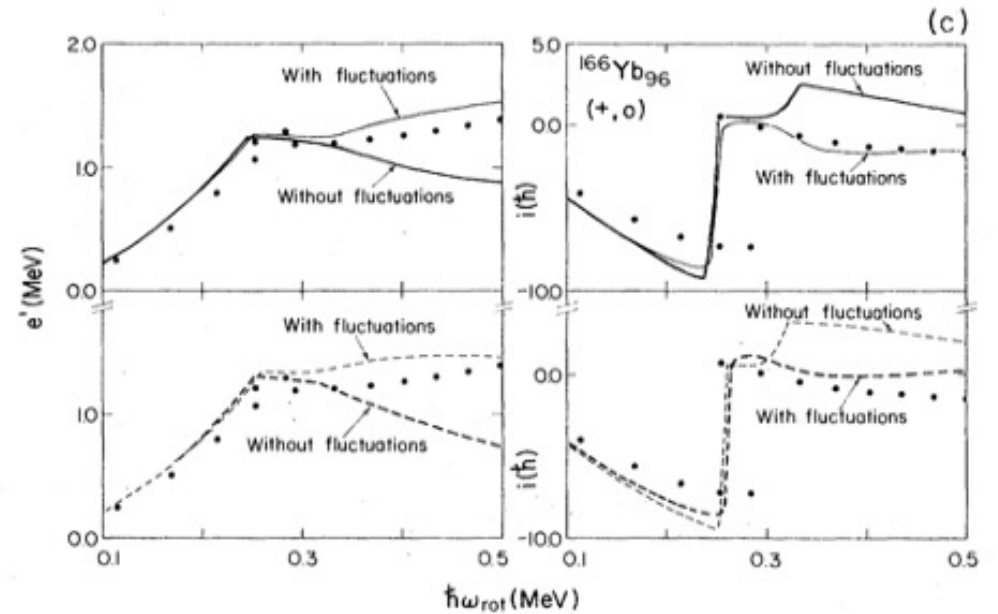 (c)
2.0
With fluctuations
1.0
Without fluctuations
0.0
5.0
¹⁶⁶Yb₉₆
(+,o)
Without fluctuations
0.0
With fluctuations
i(ħ)
-10.0
e' (MeV)
With fluctuations
1.0
Without fluctuations
0.0
0.1
0.3
0.5
Without fluctuations
0.0
With fluctuations
i(ħ)
-10.0
0.1
0.3
0.5
ħω_rot (MeV)